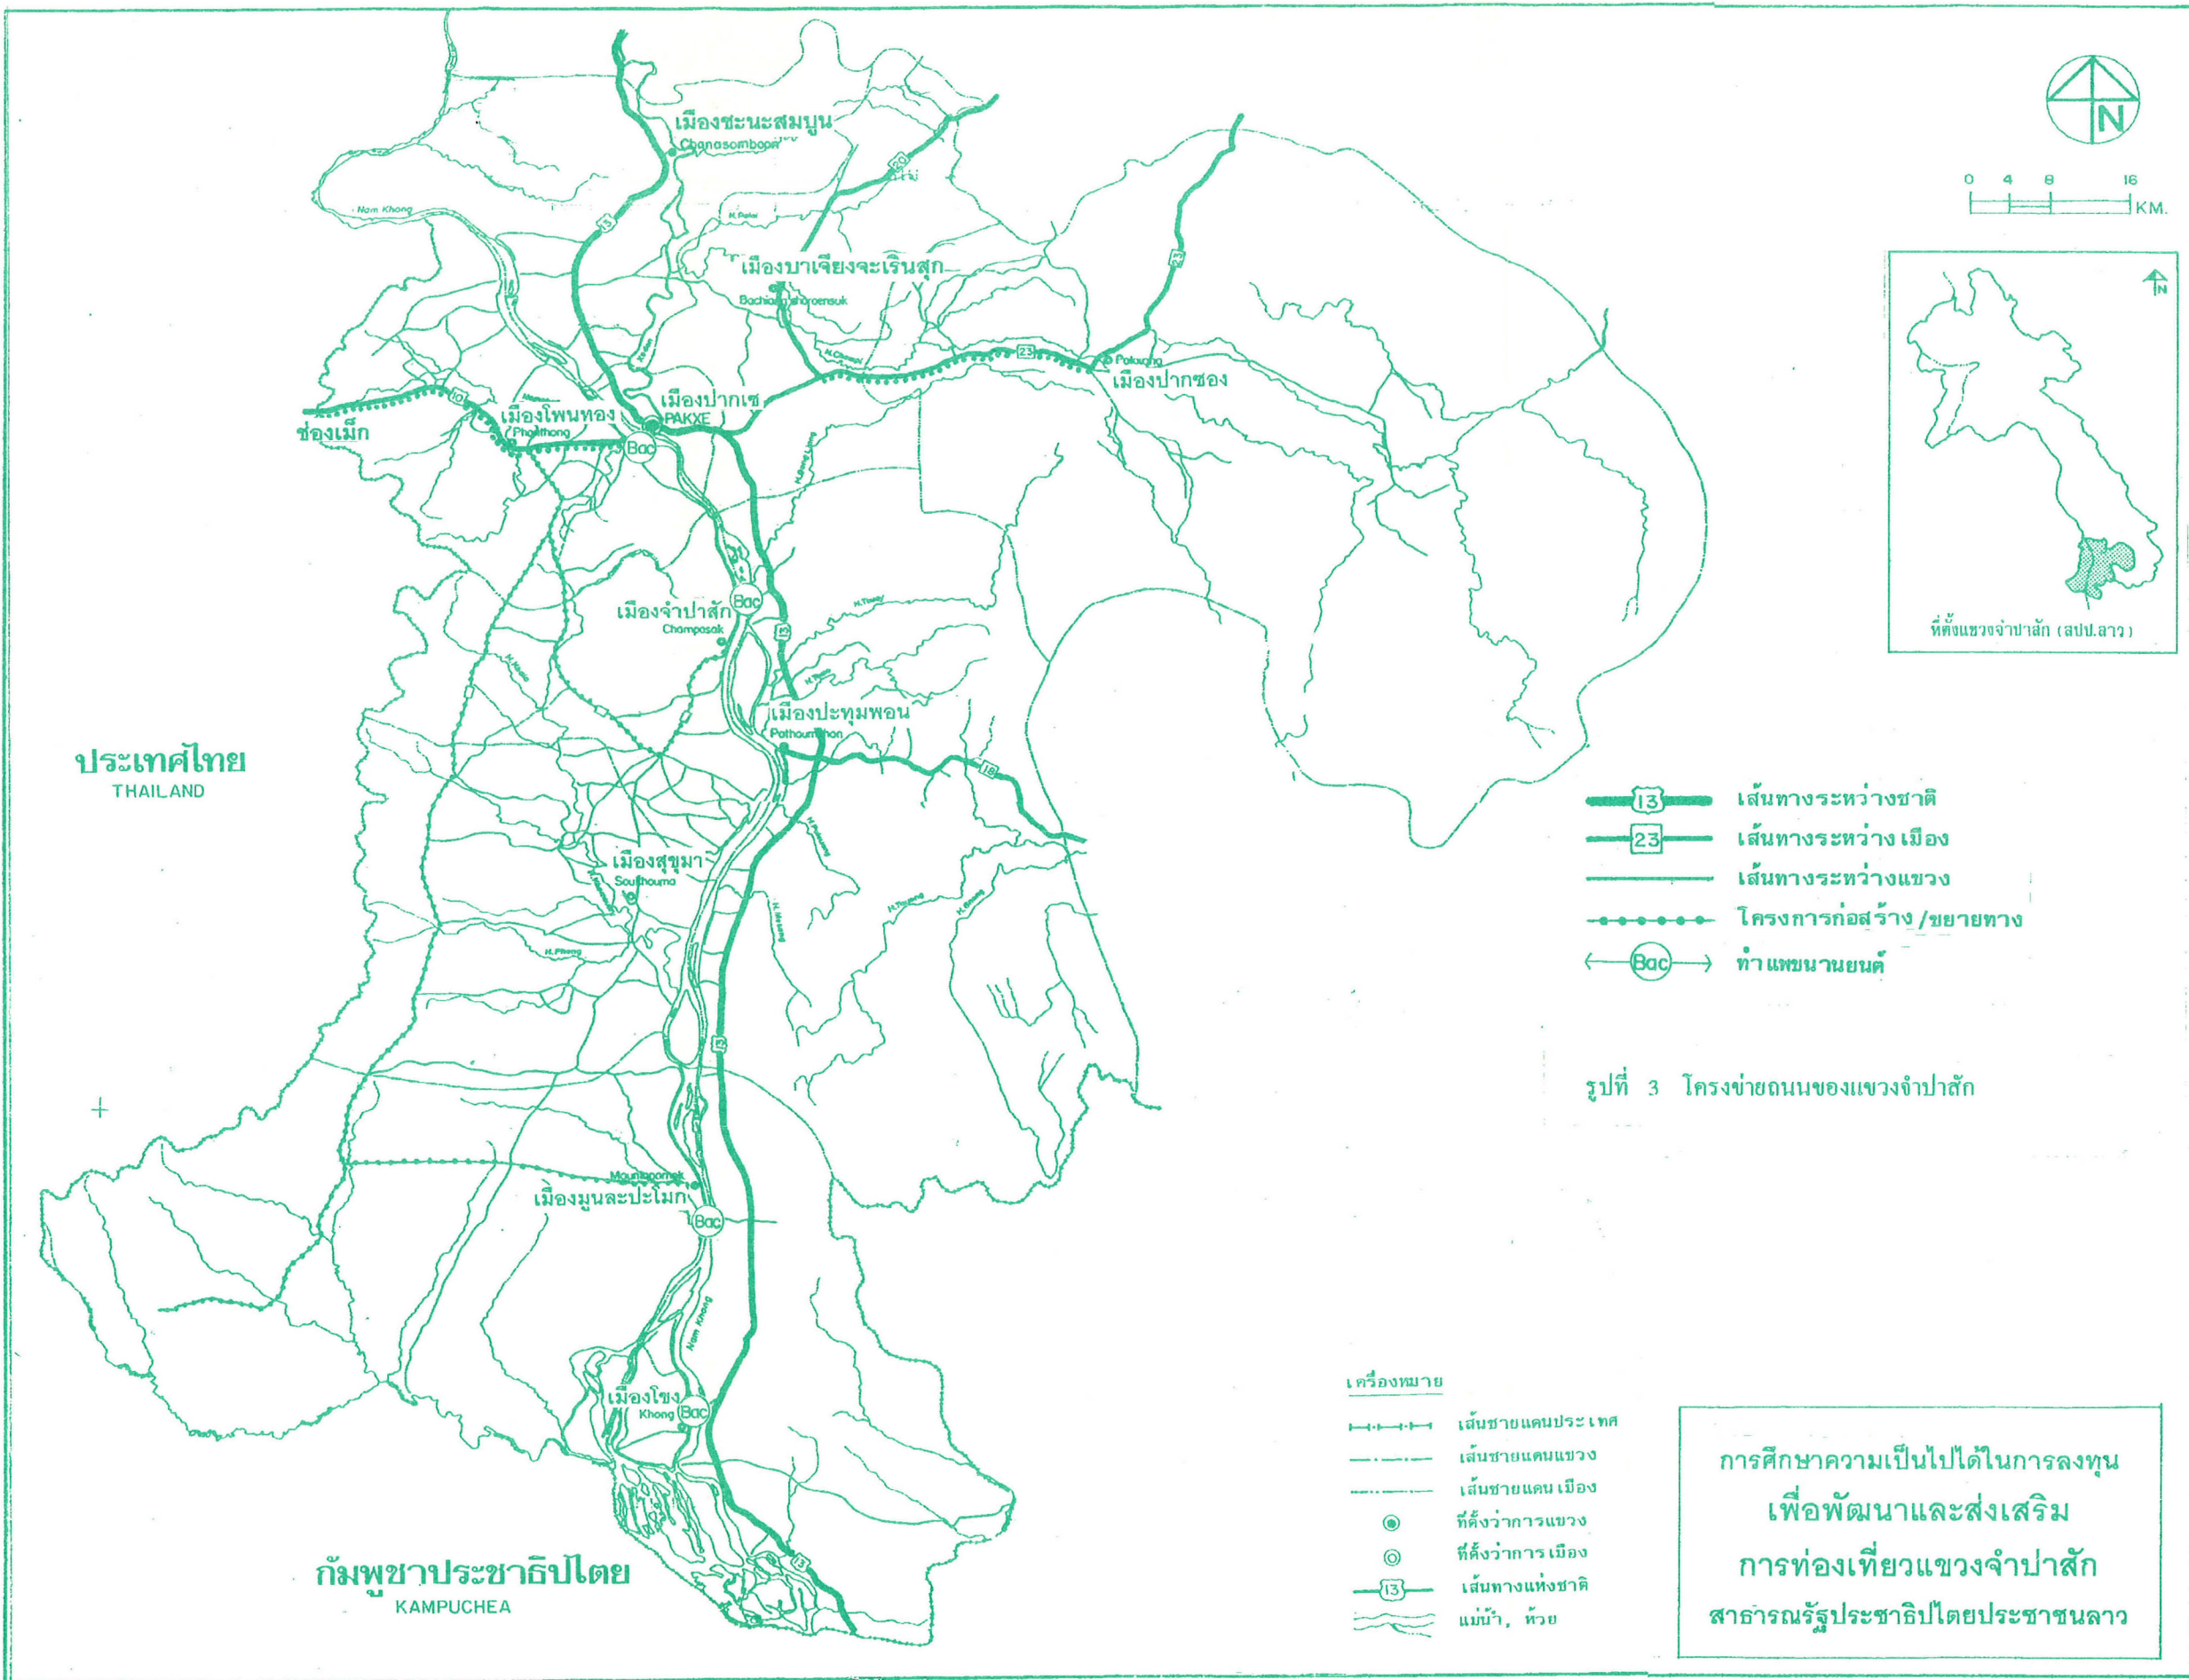 N
0 4 8 16
KM.
เมืองชะนะสมบูน
Chanasomboon
20
Nam Khong
13
เมืองบาเจียงจะเริ่นสุก
23
N
ที่ตั้งแขวงจำปาสัก (สปป.ลาว)
H.Champi
23
Pakxong
เมืองปากซอง
10
ช่องเม็ก
เมืองโพนทอง
Phonthong
เมืองปากเซ
PAKXE
Bac
Bac
เมืองจำปาสัก
Champasak
13
เมืองปะทุมพอน
Pathoumphon
18
ประเทศไทย
THAILAND
13 เส้นทางระหว่างชาติ
23 เส้นทางระหว่างเมือง
เส้นทางระหว่างแขวง
โครงการก่อสร้าง/ขยายทาง
Bac ท่าแพขนานยนต์
เมืองสุขุมา
Soukhouma
H.Phong
13
รูปที่ 3 โครงข่ายถนนของแขวงจำปาสัก
เมืองมูนละปะโมก
Bac
Nam Khong
เมืองโขง
Khong
Bac
13
กัมพูชาประชาธิปไตย
KAMPUCHEA
เครื่องหมาย
เส้นชายแดนประเทศ
เส้นชายแดนแขวง
เส้นชายแดนเมือง
ที่ตั้งว่าการแขวง
ที่ตั้งว่าการเมือง
13 เส้นทางแห่งชาติ
แม่น้ำ, ห้วย
การศึกษาความเป็นไปได้ในการลงทุน
เพื่อพัฒนาและส่งเสริม
การท่องเที่ยวแขวงจำปาสัก
สาธารณรัฐประชาธิปไตยประชาชนลาว